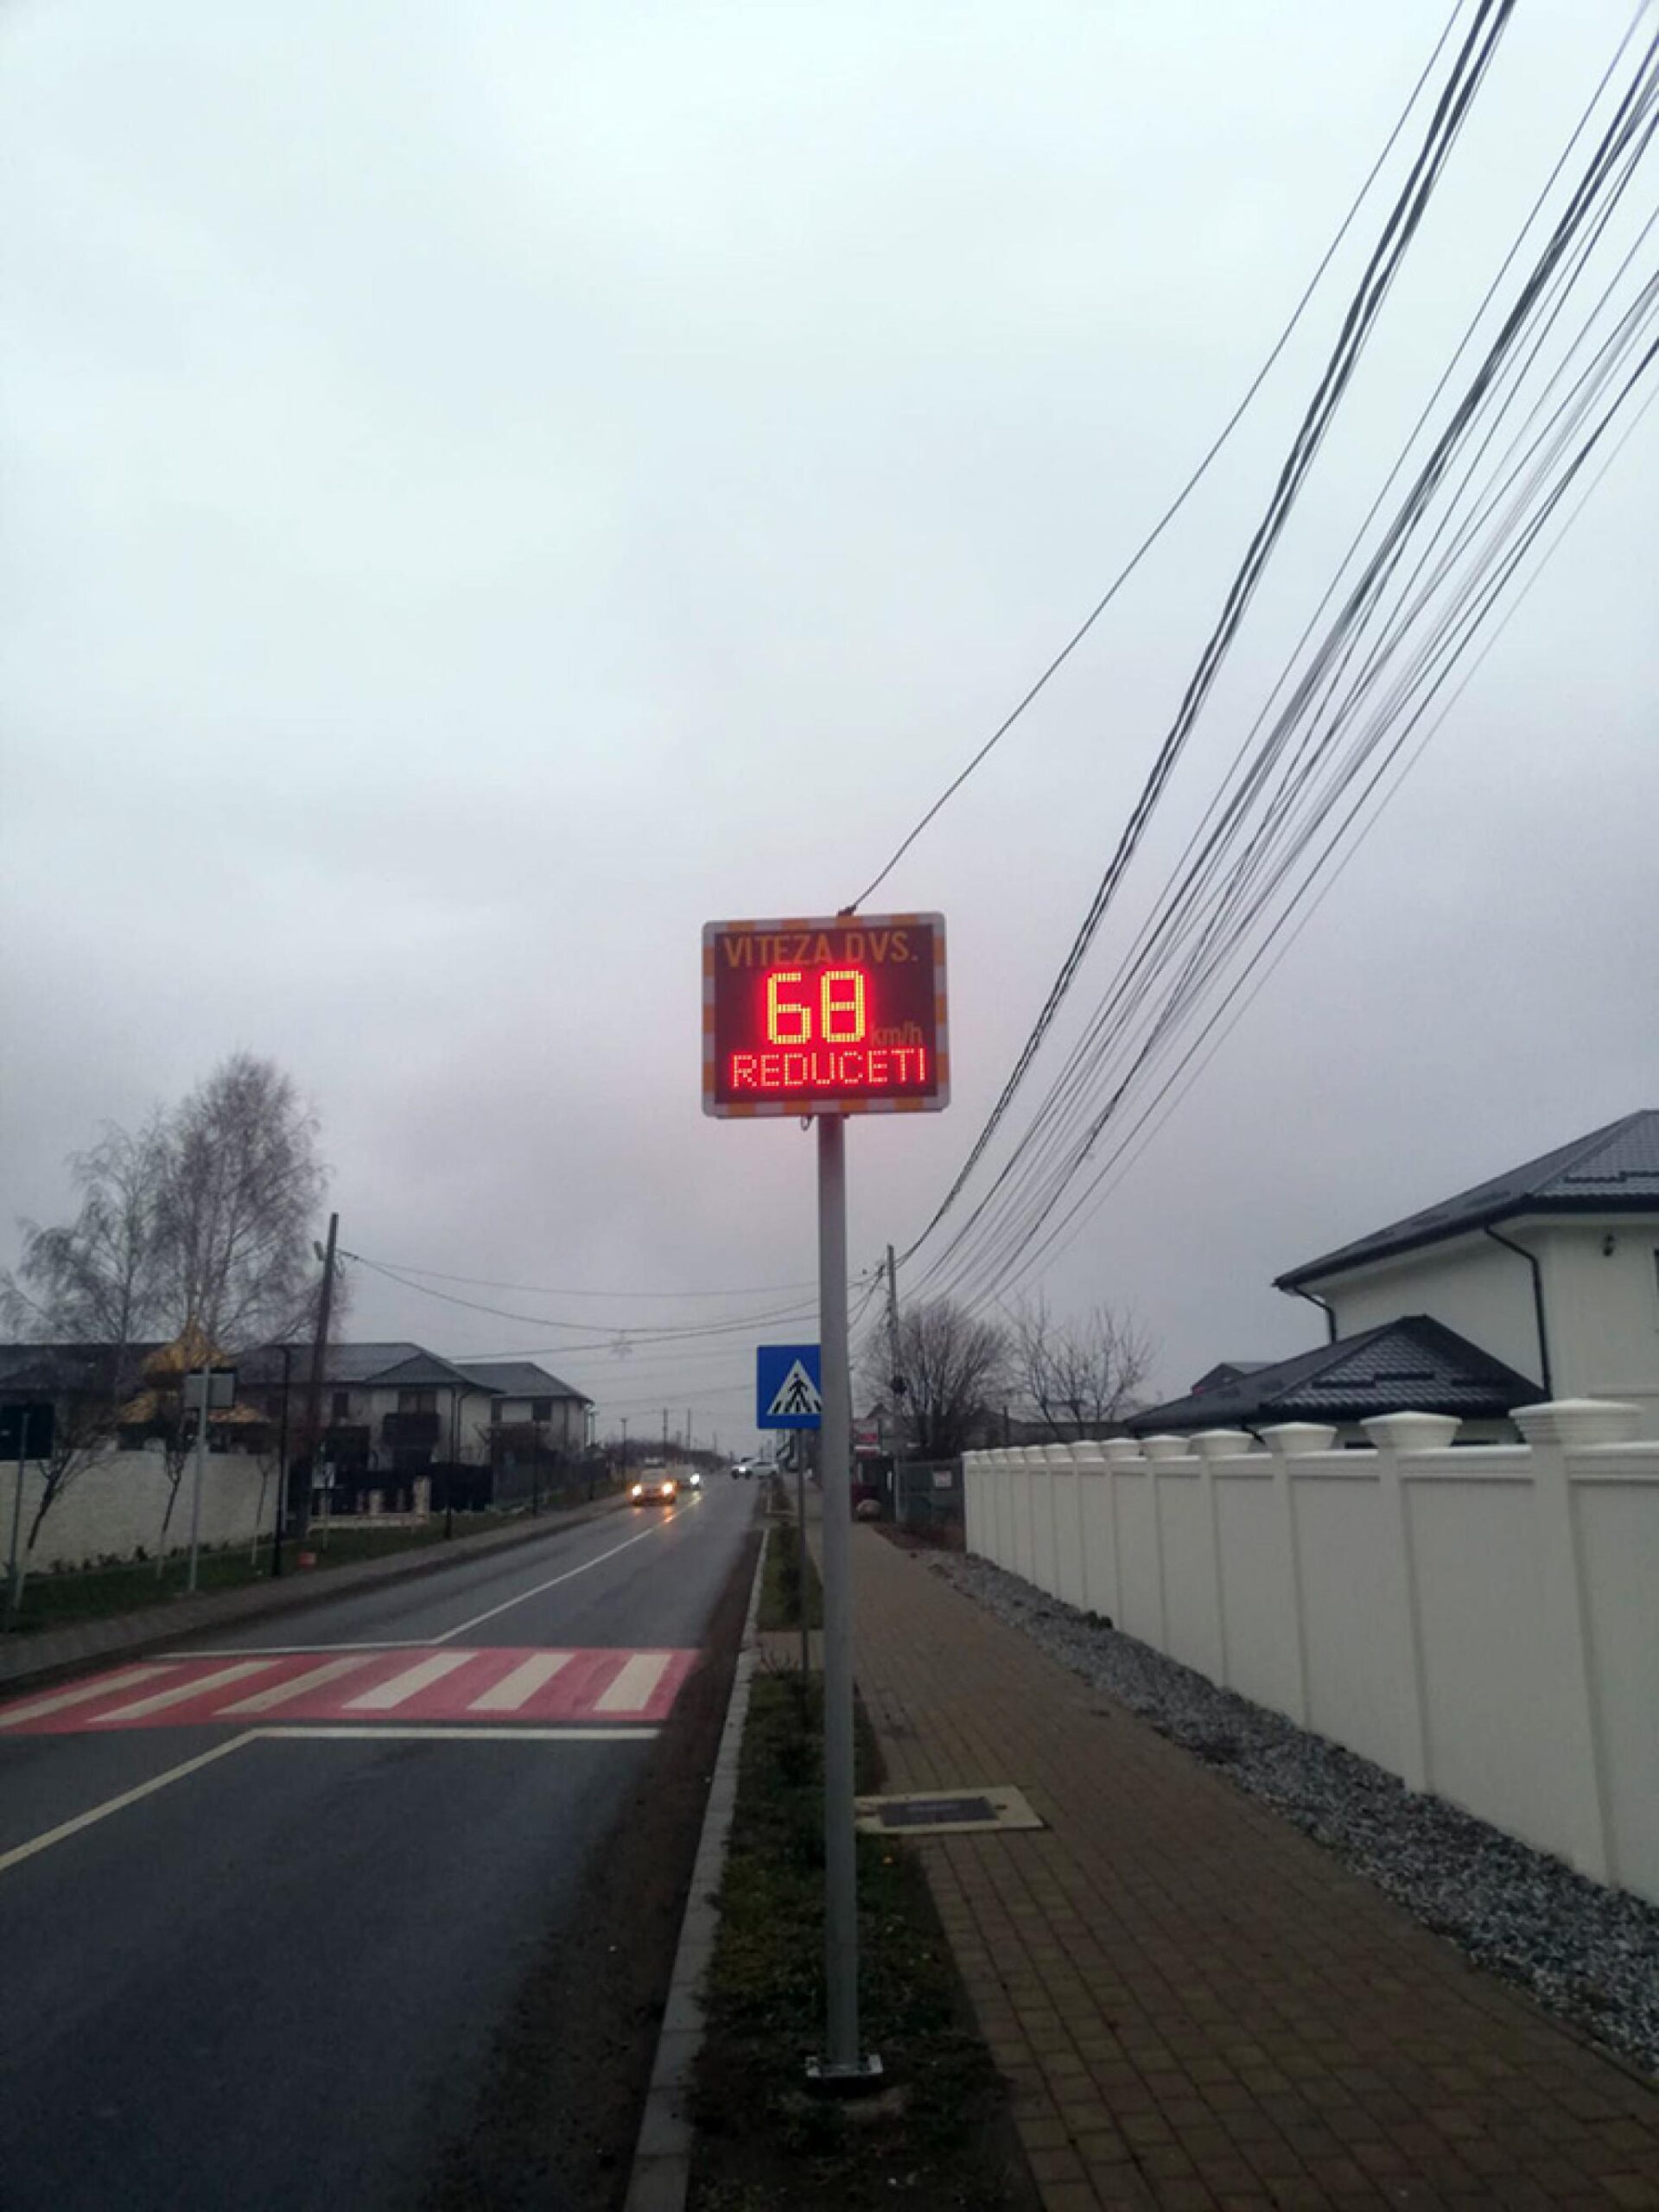 VITEZA DVS.
68
km/h
REDUCETI